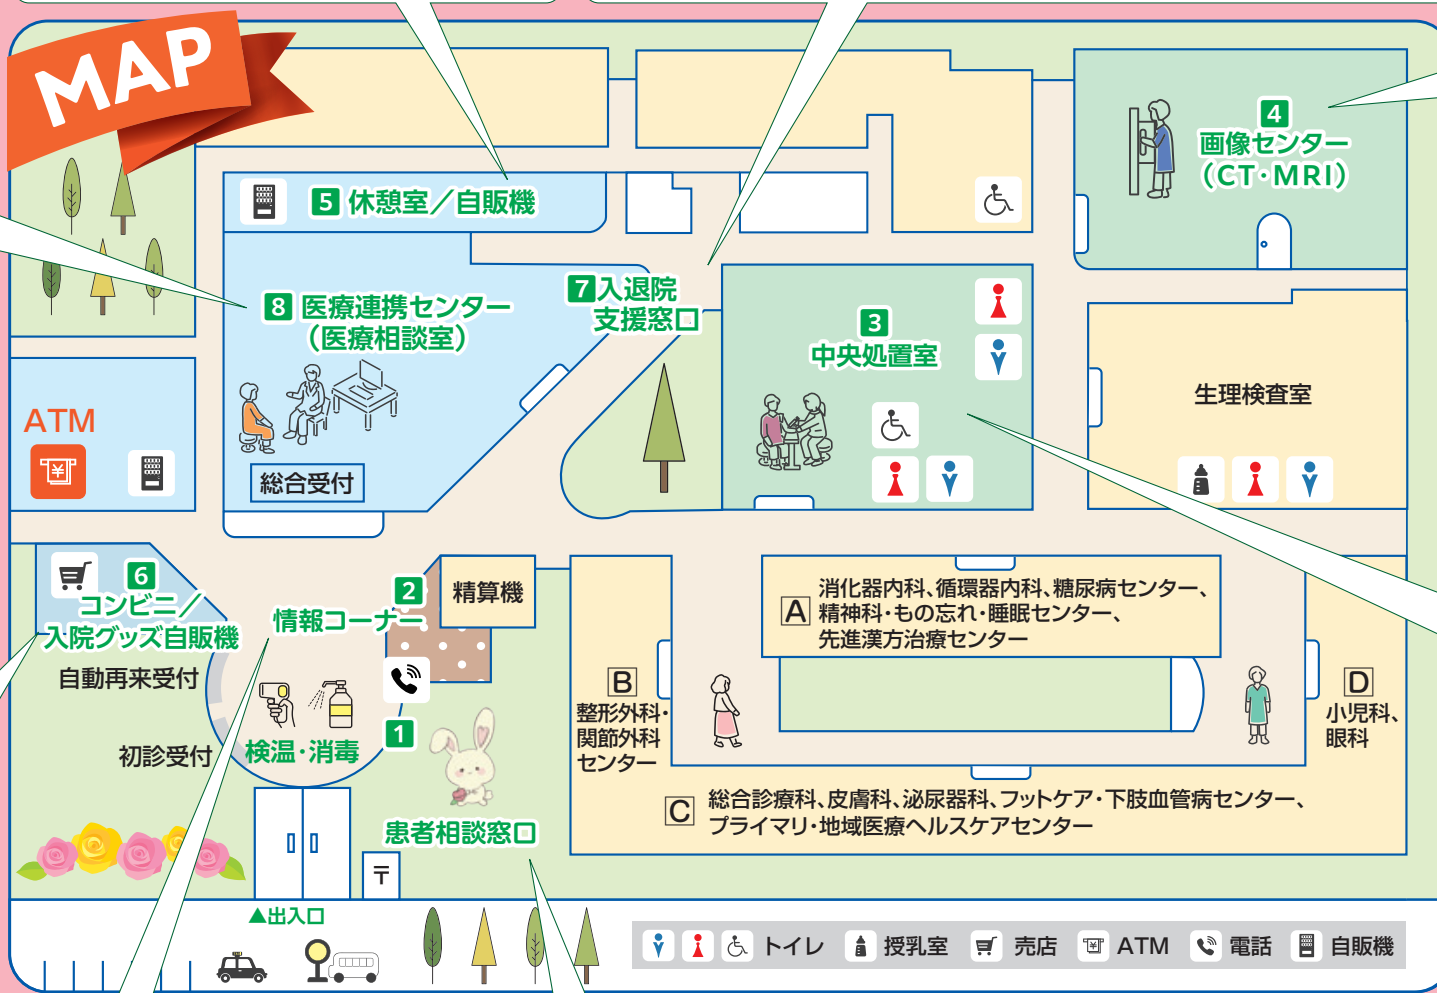 MAP
5 休憩室／自販機
4
画像センター
（CT・MRI）
8 医療連携センター
（医療相談室）
7 入退院
支援窓口
3
中央処置室
生理検査室
ATM
¥
総合受付
6
コンビニ／
入院グッズ自販機
2
情報コーナー
精算機
自動再来受付
初診受付
検温・消毒
1
患者相談窓口
〒
▲出入口
A 消化器内科、循環器内科、糖尿病センター、
精神科・もの忘れ・睡眠センター、
先進漢方治療センター
B
整形外科・
関節外科
センター
D
小児科、
眼科
C 総合診療科、皮膚科、泌尿器科、フットケア・下肢血管病センター、
プライマリ・地域医療ヘルスケアセンター
トイレ 授乳室 売店 ¥ ATM 電話 自販機